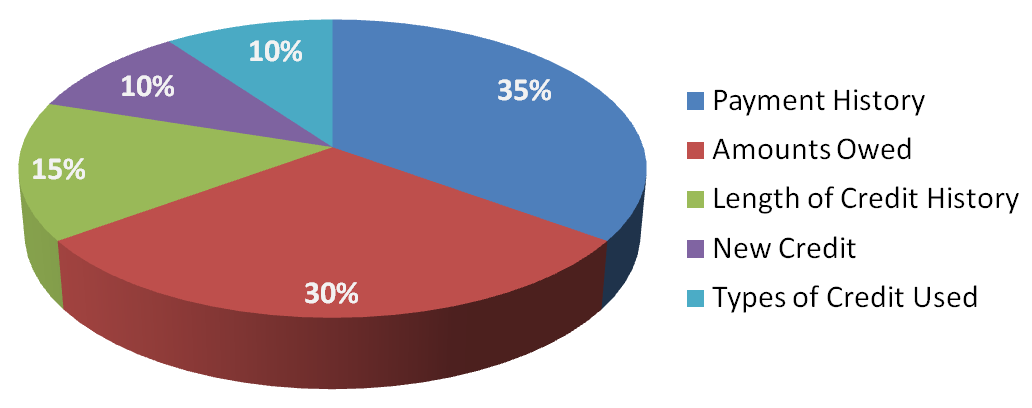 10%
35%
10%
15%
30%
Payment History
Amounts Owed
Length of Credit History
New Credit
Types of Credit Used